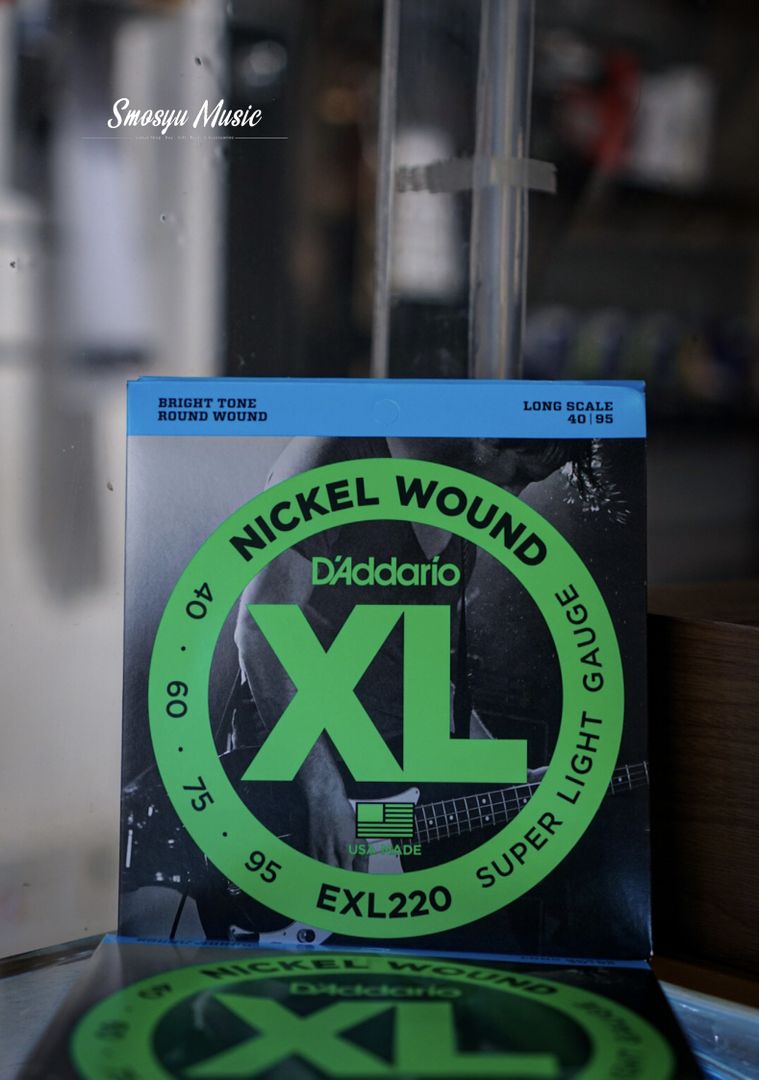 Smosyu Music
BRIGHT TONE
ROUND WOUND
LONG SCALE
40|95
NICKEL WOUND
D'Addario
XL
USA MADE
40 · 60 · 75 · 95
EXL220
SUPER LIGHT GAUGE
NICKEL WOUND
D'Addario
XL